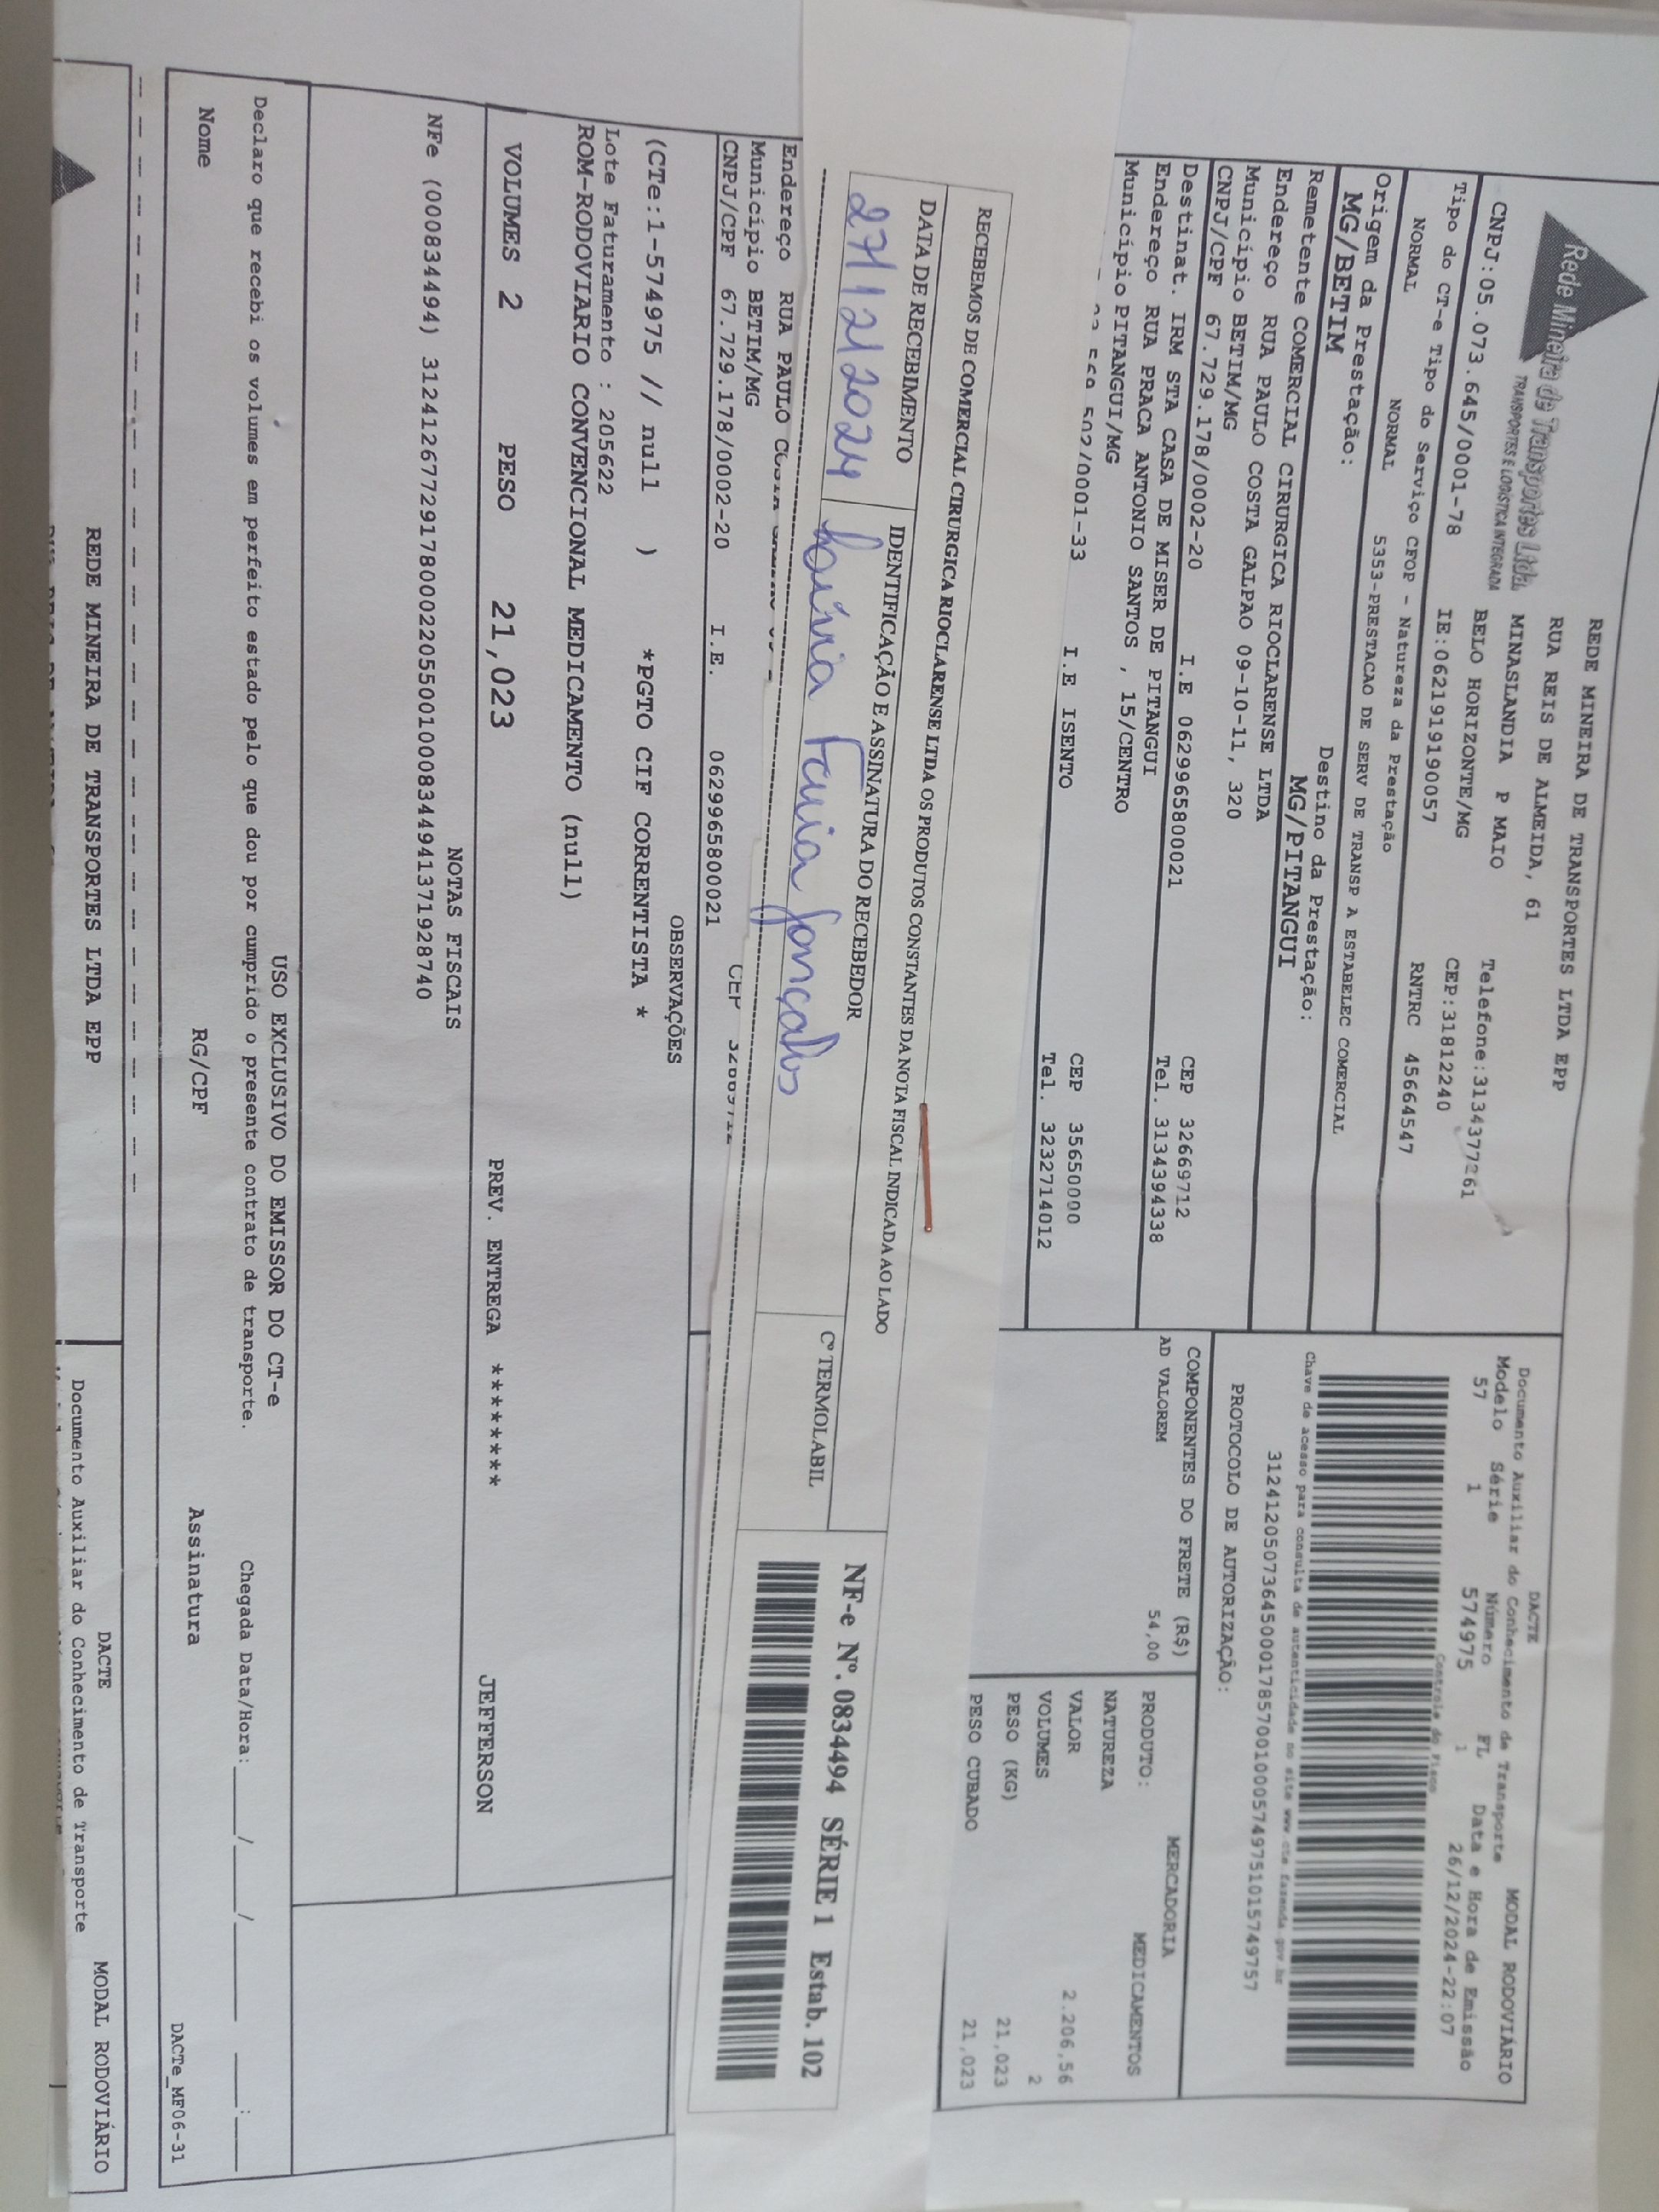 Rede Mineira de Transportes Ltda.
TRANSPORTES E LOGISTICA INTEGRADA
CNPJ:05.073.645/0001-78
REDE MINEIRA DE TRANSPORTES LTDA EPP
RUA REIS DE ALMEIDA, 61
MINASLANDIA P MAIO
BELO HORIZONTE/MG
IE:0621919190057
Telefone:3134377261
CEP:31812240
RNTRC 45664547
DACTE
Documento Auxiliar do Conhecimento de Transporte
MODAL RODOVIÁRIO
Modelo Série Número FL Data e Hora de Emissão
57 1 574975 1 26/12/2024-22:07
Controle do Fisco
Tipo do CT-e Tipo do Serviço CFOP - Natureza da Prestação
NORMAL NORMAL 5353-PRESTACAO DE SERV DE TRANSP A ESTABELEC COMERCIAL
Origem da Prestação: Destino da Prestação:
MG/BETIM MG/PITANGUI
Chave de acesso para consulta de autenticidade no site www cte fazenda gov.br
31241205073645000178570010005749751015749757
PROTOCOLO DE AUTORIZAÇÃO:
Remetente COMERCIAL CIRURGICA RIOCLARENSE LTDA
Endereço RUA PAULO COSTA GALPAO 09-10-11, 320
Município BETIM/MG CEP 32669712
CNPJ/CPF 67.729.178/0002-20 I.E 0629965800021 Tel. 3134394338
Destinat. IRM STA CASA DE MISER DE PITANGUI
Endereço RUA PRACA ANTONIO SANTOS , 15/CENTRO
Município PITANGUI/MG CEP 35650000
502/0001-33 I.E ISENTO Tel. 3232714012
COMPONENTES DO FRETE (R$)
AD VALOREM 54,00
MERCADORIA
PRODUTO: MEDICAMENTOS
NATUREZA
VALOR 2.206,56
VOLUMES 2
PESO (KG) 21,023
PESO CUBADO 21,023
RECEBEMOS DE COMERCIAL CIRURGICA RIOCLARENSE LTDA OS PRODUTOS CONSTANTES DA NOTA FISCAL INDICADA AO LADO
DATA DE RECEBIMENTO IDENTIFICAÇÃO E ASSINATURA DO RECEBEDOR Cº TERMOLABIL
27/12/2024 Faria Gonçalves
NF-e Nº. 0834494 SÉRIE 1 Estab. 102
Endereço RUA PAULO
Município BETIM/MG CEP
CNPJ/CPF 67.729.178/0002-20 I.E. 0629965800021
OBSERVAÇÕES
(CTe:1-574975 // null ) *PGTO CIF CORRENTISTA *
Lote Faturamento : 205622
ROM-RODOVIARIO CONVENCIONAL MEDICAMENTO (null)
VOLUMES 2 PESO 21,023 PREV. ENTREGA ******** JEFFERSON
NOTAS FISCAIS
NFe (000834494) 31241267729178000220550010008344941371928740
USO EXCLUSIVO DO EMISSOR DO CT-e
Declaro que recebi os volumes em perfeito estado pelo que dou por cumprido o presente contrato de transporte. Chegada Data/Hora: ____/____/______ ____:____
Nome RG/CPF Assinatura
DACTe_MF06-31
REDE MINEIRA DE TRANSPORTES LTDA EPP
DACTE
MODAL RODOVIÁRIO
Documento Auxiliar do Conhecimento de Transporte